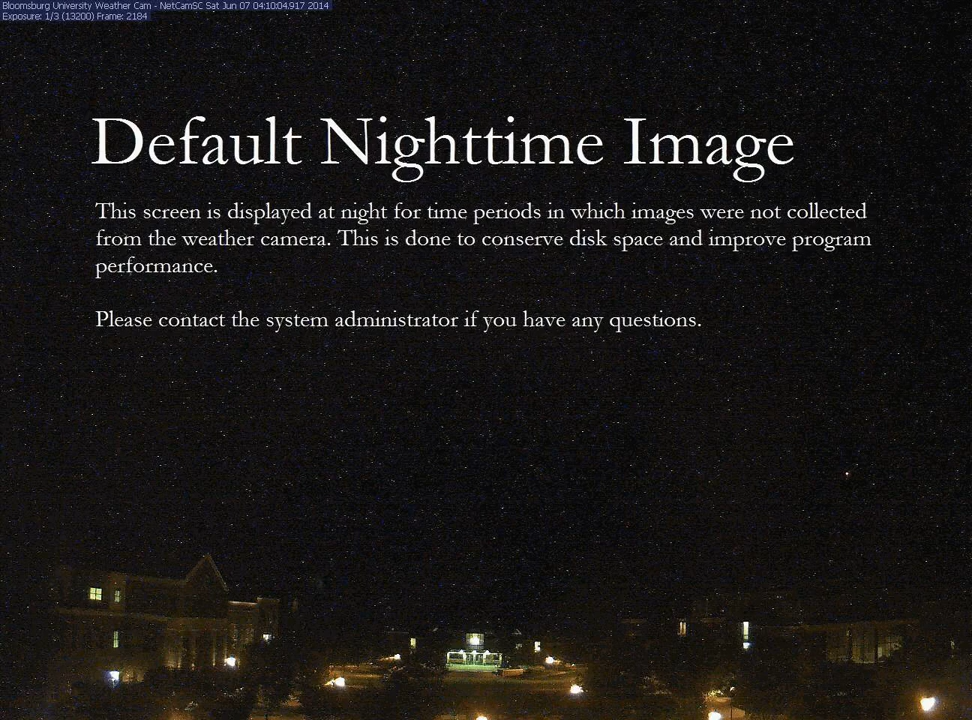 Bloomsburg University Weather Cam - NetCamSC Sat Jun 07 04:10:04.917 2014
Exposure: 1/3 (13200) Frame: 2184
Default Nighttime Image
This screen is displayed at night for time periods in which images were not collected
from the weather camera. This is done to conserve disk space and improve program
performance.
Please contact the system administrator if you have any questions.